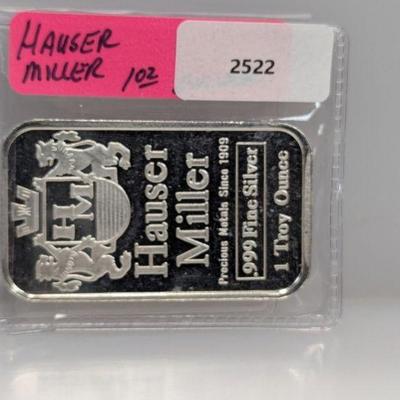 HAUSER
MILLER 1oz
2522
HM
Hauser
Miller
Precious Metals Since 1909
.999 Fine Silver
1 Troy Ounce